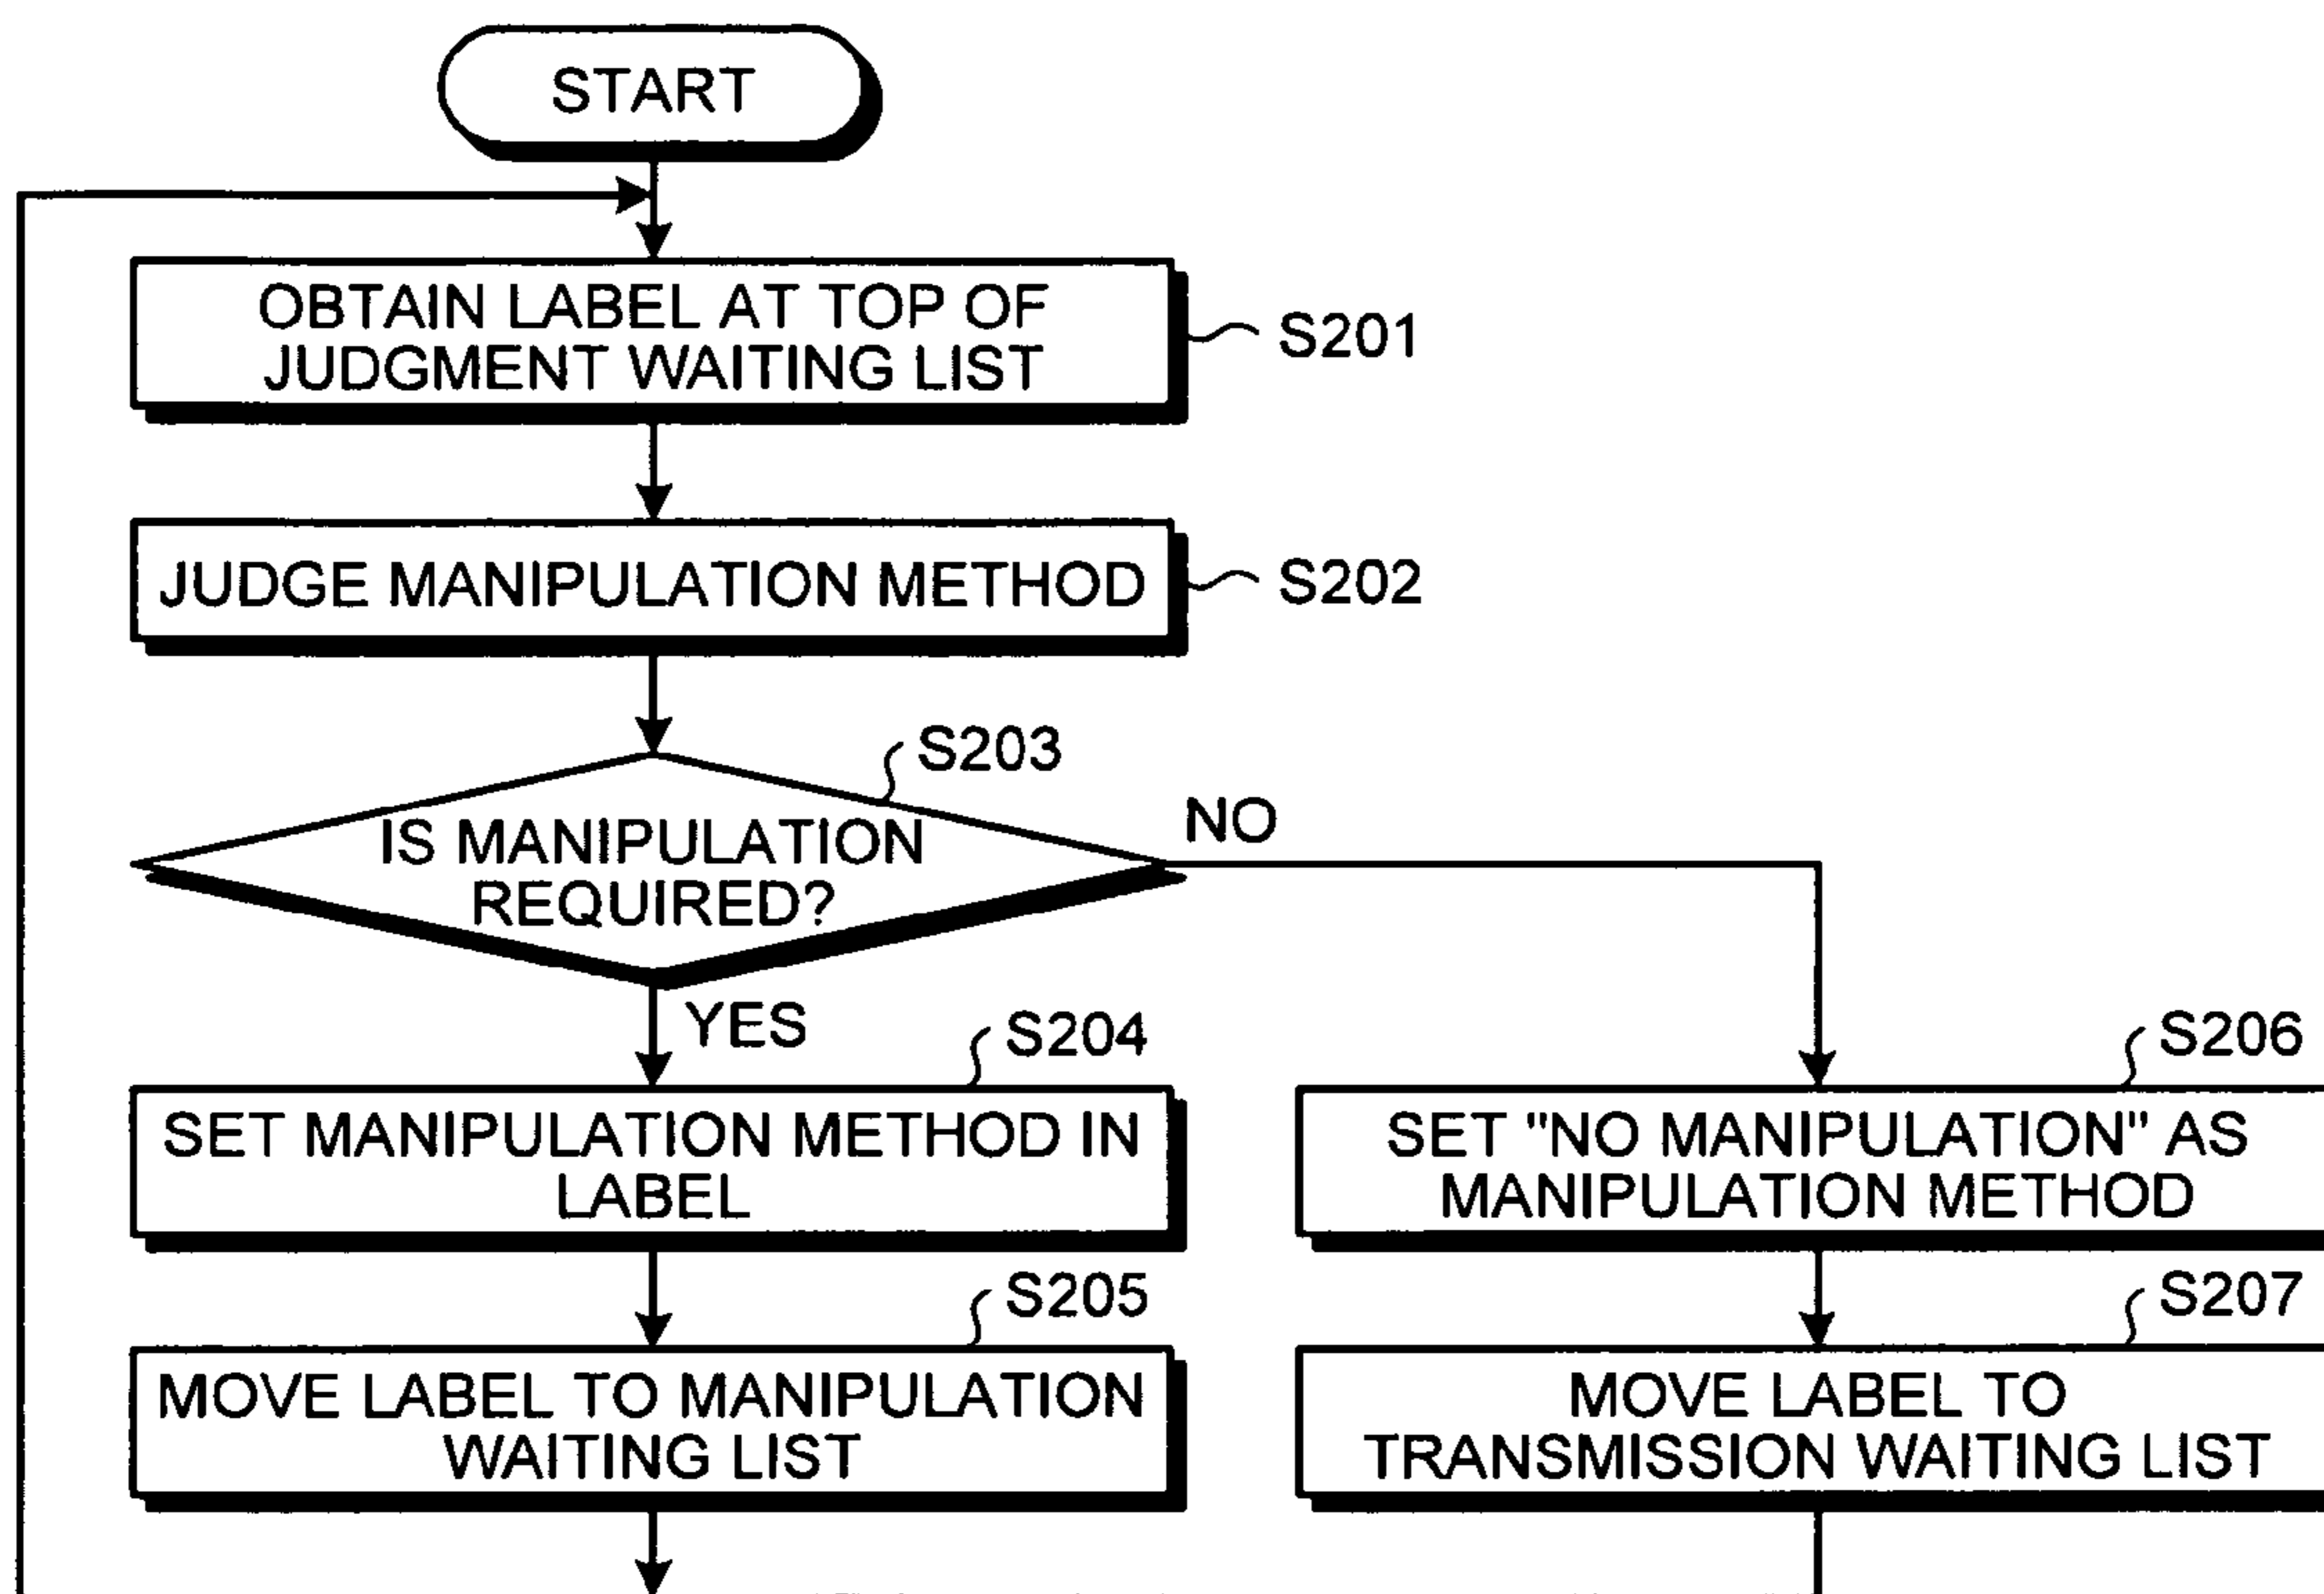 START
OBTAIN LABEL AT TOP OF
JUDGMENT WAITING LIST
S201
JUDGE MANIPULATION METHOD
S202
S203
IS MANIPULATION
REQUIRED?
NO
YES
S204
SET MANIPULATION METHOD IN
LABEL
S206
SET "NO MANIPULATION" AS
MANIPULATION METHOD
S205
MOVE LABEL TO MANIPULATION
WAITING LIST
S207
MOVE LABEL TO
TRANSMISSION WAITING LIST